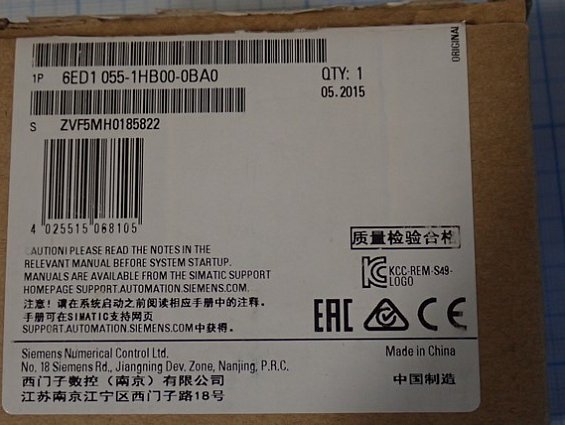 ORIGINAL
1P 6ED1 055-1HB00-0BA0 QTY: 1
05.2015
S ZVF5MH0185822
4 025515 068105
质量检验合格
CAUTION! PLEASE READ THE NOTES IN THE
RELEVANT MANUAL BEFORE SYSTEM STARTUP.
MANUALS ARE AVAILABLE FROM THE SIMATIC SUPPORT
HOMEPAGE SUPPORT.AUTOMATION.SIEMENS.COM.
KCC-REM-S49-
LOGO
注意！请在系统启动之前阅读相应手册中的注释。
手册可在SIMATIC支持网页
SUPPORT.AUTOMATION.SIEMENS.COM中获得。
EAC CE
Siemens Numerical Control Ltd.
No. 18 Siemens Rd., Jiangning Dev. Zone, Nanjing, P.R.C.
西门子数控（南京）有限公司
江苏南京江宁区西门子路18号
Made in China
中国制造